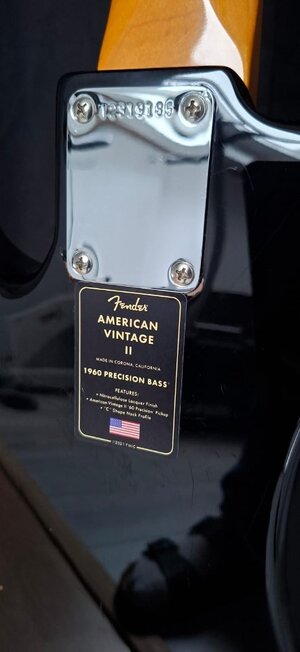 Fender
AMERICAN
VINTAGE
II
MADE IN CORONA, CALIFORNIA
1960 PRECISION BASS®
FEATURES:
• Nitrocellulose Lacquer Finish
• American Vintage II '60 Precision Pickup
• "C" Shape Neck Profile